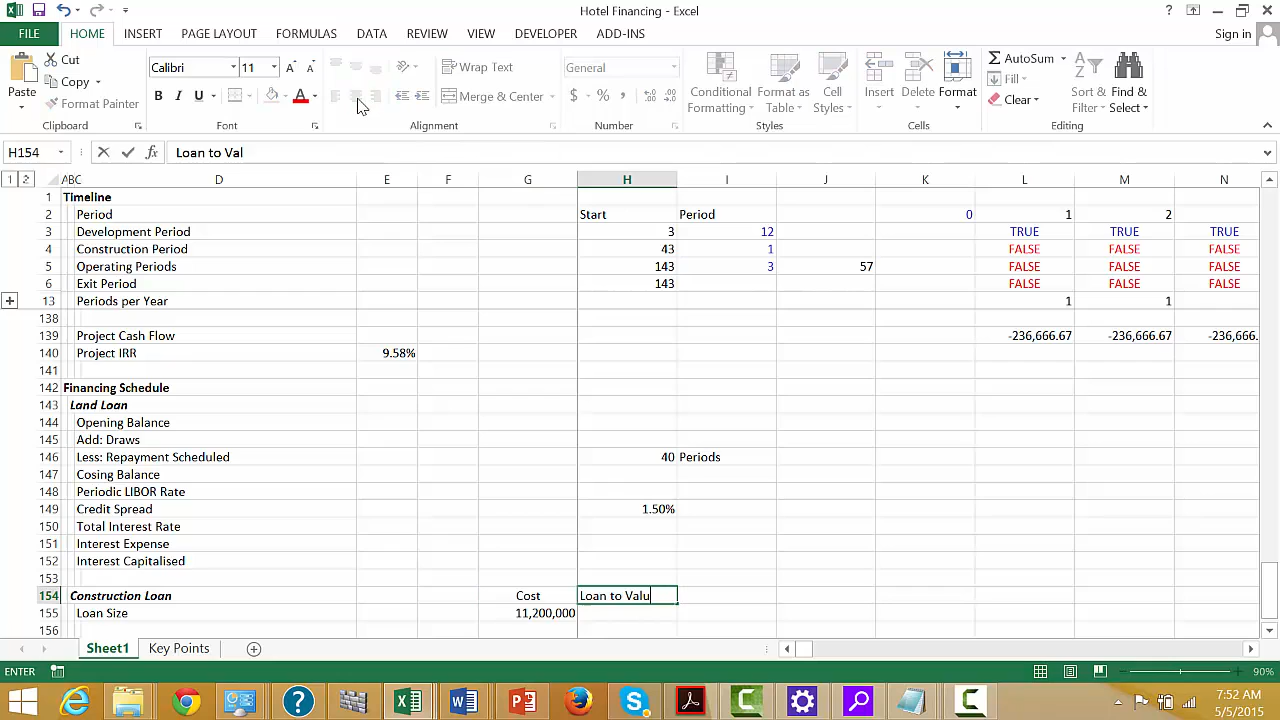 Hotel Financing - Excel
Sign in
FILE HOME INSERT PAGE LAYOUT FORMULAS DATA REVIEW VIEW DEVELOPER ADD-INS
Paste
Cut
Copy
Format Painter
Clipboard
Calibri 11
B I U
Font
Wrap Text
Merge & Center
Alignment
General
$ % ,
Number
Conditional Formatting
Format as Table
Cell Styles
Styles
Insert
Delete
Format
Cells
AutoSum
Fill
Clear
Sort & Filter
Find & Select
Editing
H154 fx Loan to Val
1 2 ABC D E F G H I J K L M N
1 Timeline
2 Period Start Period 0 1 2
3 Development Period 3 12 TRUE TRUE TRUE
4 Construction Period 43 1 FALSE FALSE FALSE
5 Operating Periods 143 3 57 FALSE FALSE FALSE
6 Exit Period 143 FALSE FALSE FALSE
13 Periods per Year 1 1
138
139 Project Cash Flow -236,666.67 -236,666.67 -236,666.
140 Project IRR 9.58%
141
142 Financing Schedule
143 Land Loan
144 Opening Balance
145 Add: Draws
146 Less: Repayment Scheduled 40 Periods
147 Cosing Balance
148 Periodic LIBOR Rate
149 Credit Spread 1.50%
150 Total Interest Rate
151 Interest Expense
152 Interest Capitalised
153
154 Construction Loan Cost Loan to Valu
155 Loan Size 11,200,000
156
Sheet1 Key Points
ENTER 90%
7:52 AM
5/5/2015